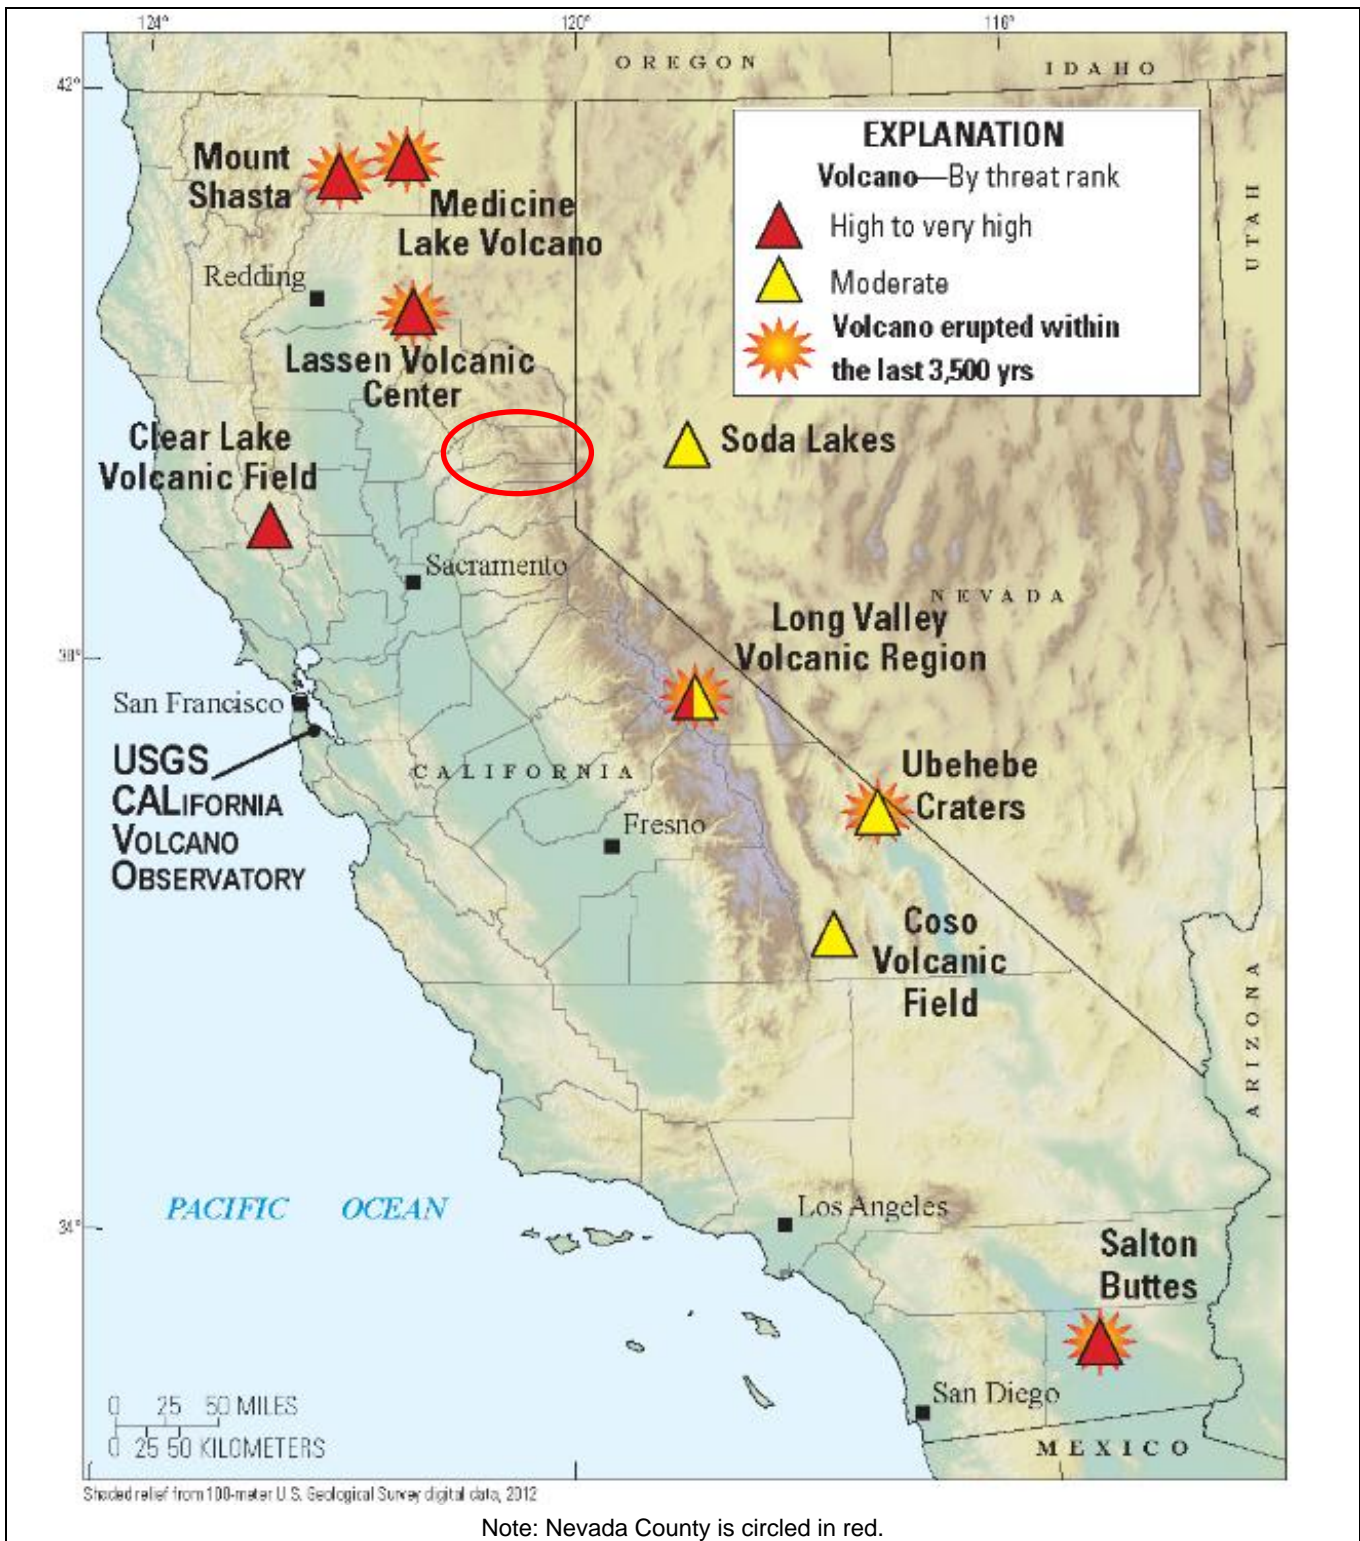 124°
120°
116°
42°
OREGON
IDAHO
EXPLANATION
Volcano—By threat rank
High to very high
Moderate
Volcano erupted within
the last 3,500 yrs
UTAH
Mount
Shasta
Medicine
Lake Volcano
Redding
Lassen Volcanic
Center
Clear Lake
Volcanic Field
Soda Lakes
Sacramento
NEVADA
Long Valley
Volcanic Region
38°
San Francisco
USGS
CALIFORNIA
VOLCANO
OBSERVATORY
CALIFORNIA
Fresno
Ubehebe
Craters
Coso
Volcanic
Field
ARIZONA
PACIFIC OCEAN
34°
Los Angeles
Salton
Buttes
San Diego
MEXICO
0 25 50 MILES
0 25 50 KILOMETERS
Shaded relief from 100-meter U.S. Geological Survey digital data, 2012
Note: Nevada County is circled in red.